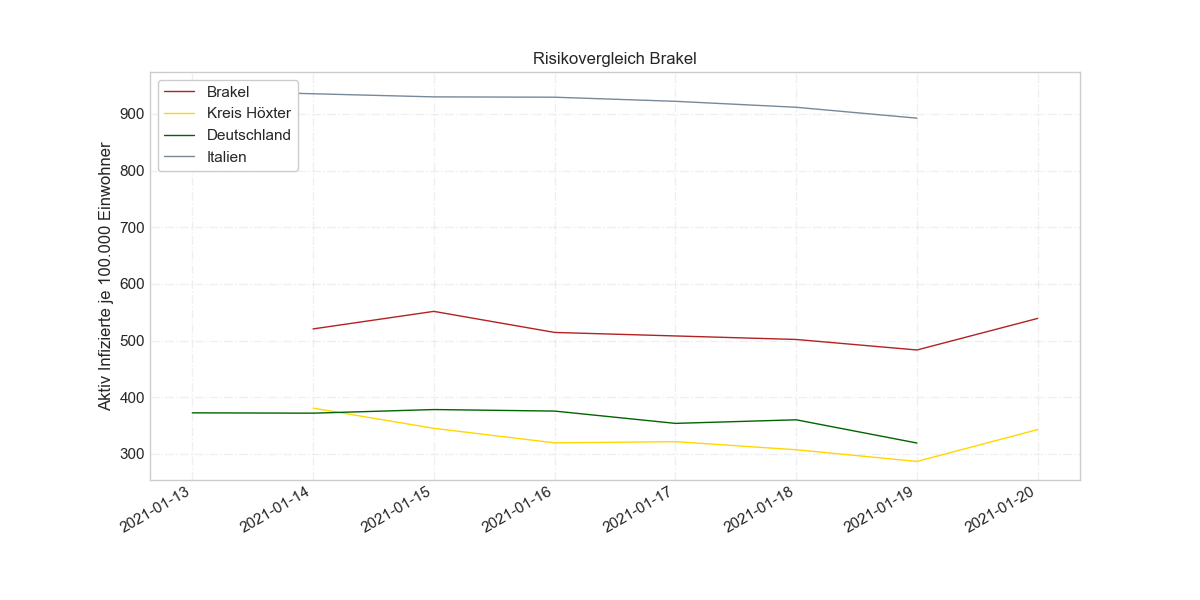 Risikovergleich Brakel
Brakel
Kreis Höxter
Deutschland
Italien
Aktiv Infizierte je 100.000 Einwohner
900
800
700
600
500
400
300
2021-01-13
2021-01-14
2021-01-15
2021-01-16
2021-01-17
2021-01-18
2021-01-19
2021-01-20